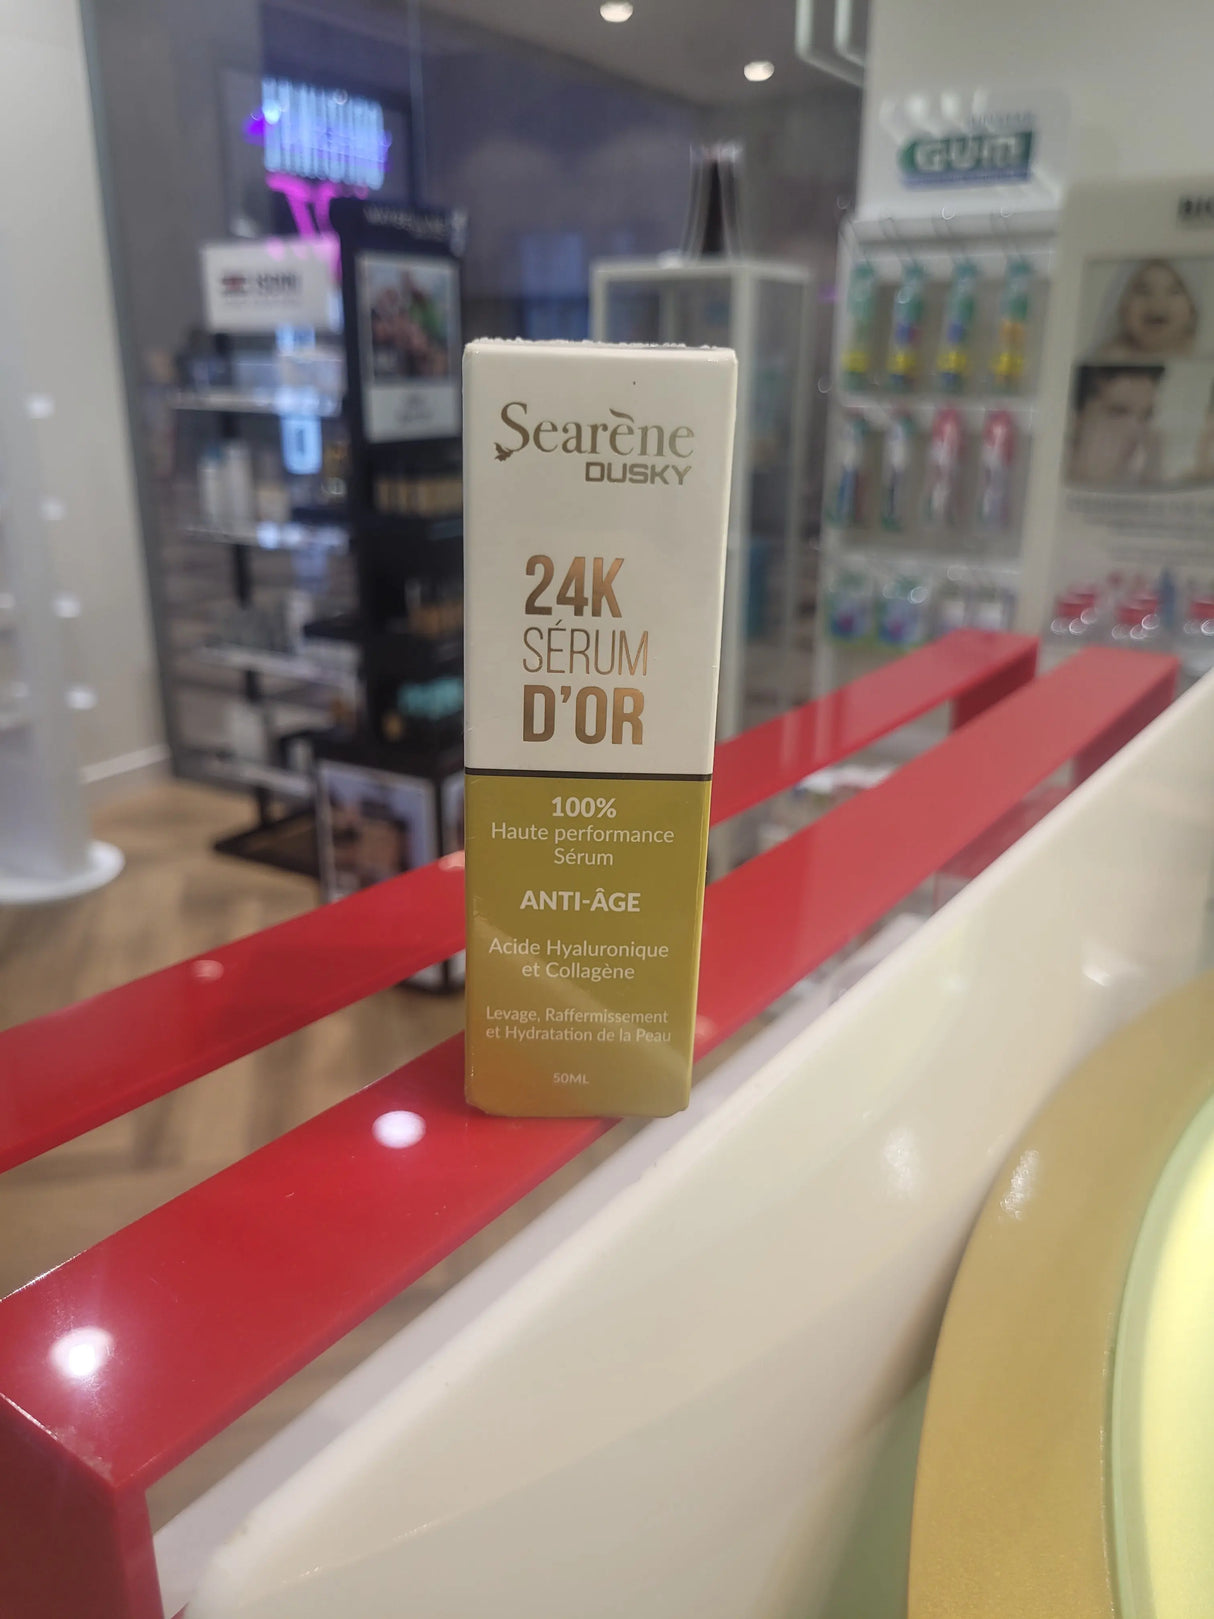 GUM
Searène
DUSKY
24K
SÉRUM
D'OR
100%
Haute performance
Sérum
ANTI-ÂGE
Acide Hyaluronique
et Collagène
Levage, Raffermissement
et Hydratation de la Peau
50ML